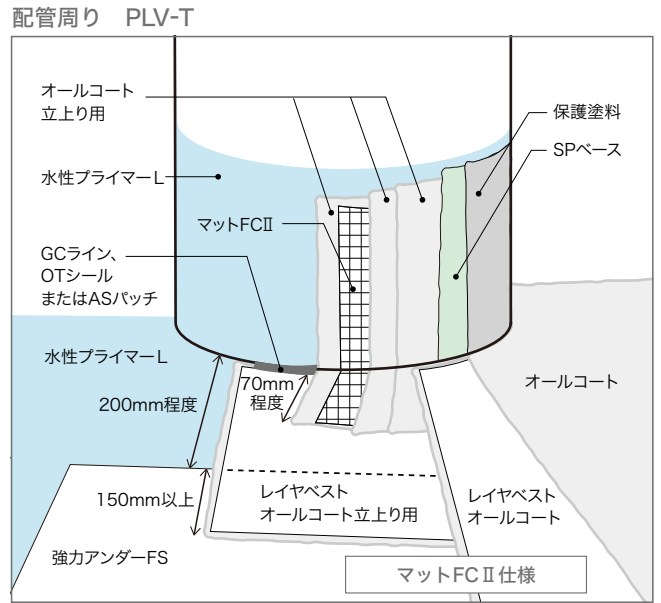 配管周り　PLV-T
オールコート
立上り用
保護塗料
SPベース
水性プライマーL
マットFCⅡ
GCライン、
OTシール
またはASパッチ
水性プライマーL
70mm
程度
200mm程度
オールコート
150mm以上
レイヤベスト
オールコート立上り用
レイヤベスト
オールコート
強力アンダーFS
マットFCⅡ仕様